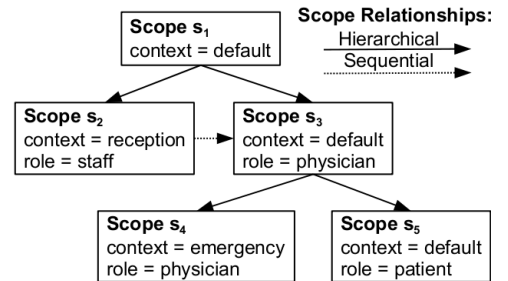 Scope s₁
context = default
Scope Relationships:
Hierarchical
Sequential
Scope s₂
context = reception
role = staff
Scope s₃
context = default
role = physician
Scope s₄
context = emergency
role = physician
Scope s₅
context = default
role = patient